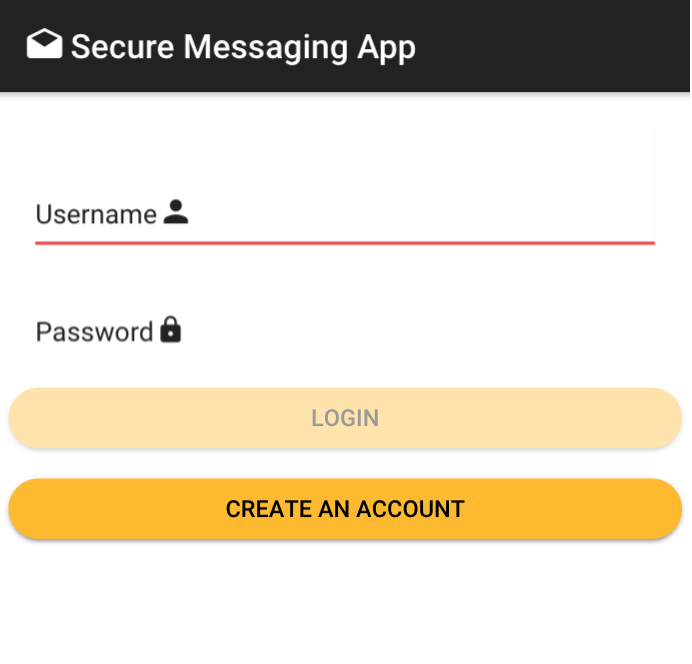 Secure Messaging App
Username
Password
LOGIN
CREATE AN ACCOUNT